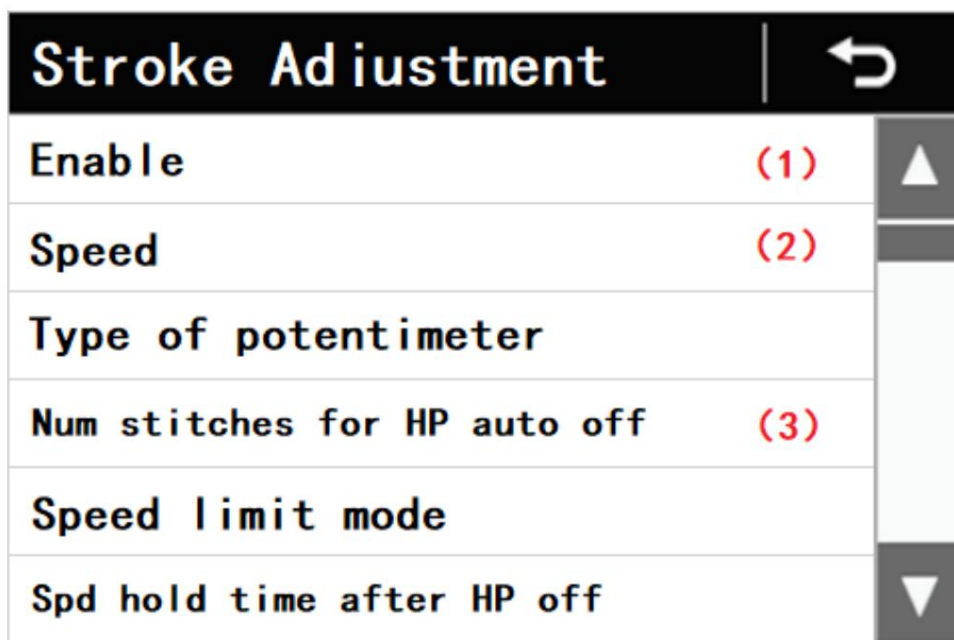 Stroke Adjustment
Enable (1)
Speed (2)
Type of potentimeter
Num stitches for HP auto off (3)
Speed limit mode
Spd hold time after HP off